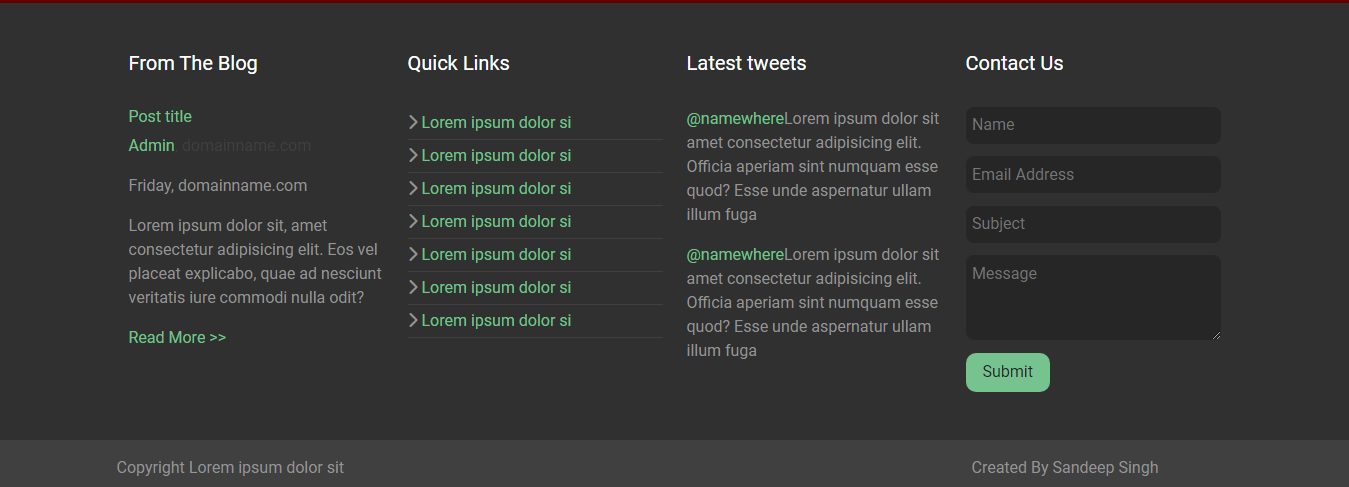 From The Blog
Post title
Admin, domainname.com
Friday, domainname.com
Lorem ipsum dolor sit, amet
consectetur adipisicing elit. Eos vel
placeat explicabo, quae ad nesciunt
veritatis iure commodi nulla odit?
Read More >>
Quick Links
Lorem ipsum dolor si
Lorem ipsum dolor si
Lorem ipsum dolor si
Lorem ipsum dolor si
Lorem ipsum dolor si
Lorem ipsum dolor si
Lorem ipsum dolor si
Latest tweets
@namewhereLorem ipsum dolor sit
amet consectetur adipisicing elit.
Officia aperiam sint numquam esse
quod? Esse unde aspernatur ullam
illum fuga
@namewhereLorem ipsum dolor sit
amet consectetur adipisicing elit.
Officia aperiam sint numquam esse
quod? Esse unde aspernatur ullam
illum fuga
Contact Us
Name
Email Address
Subject
Message
Submit
Copyright Lorem ipsum dolor sit
Created By Sandeep Singh